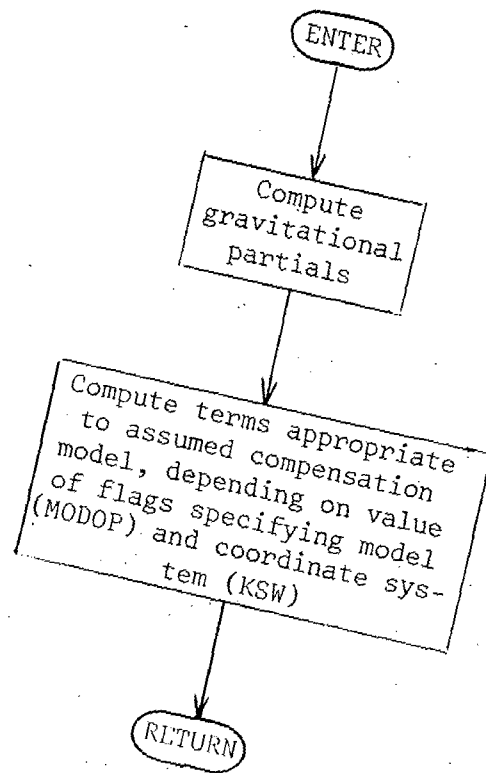 ENTER
Compute
gravitational
partials
Compute terms appropriate
to assumed compensation
model, depending on value
of flags specifying model
(MODOP) and coordinate sys-
tem (KSW)
RETURN